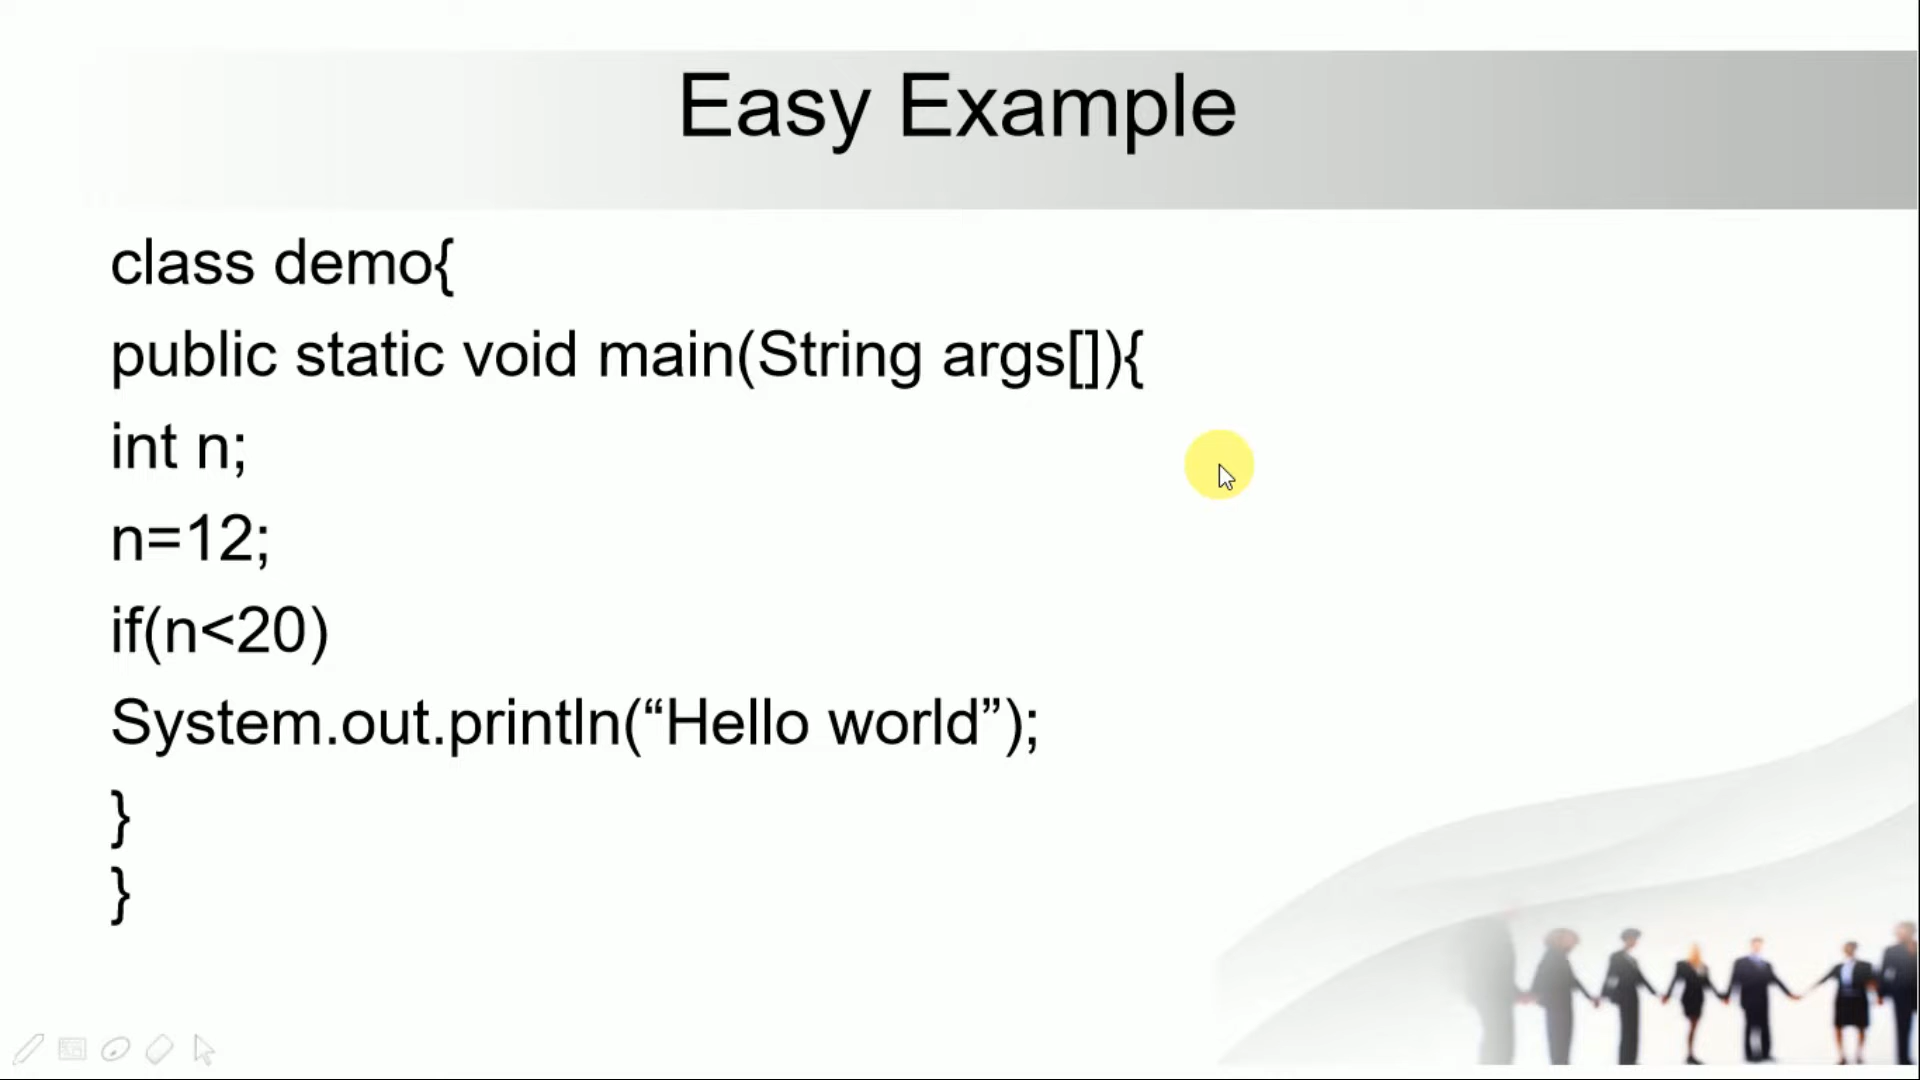 Easy Example
class demo{
public static void main(String args[]){
int n;
n=12;
if(n<20)
System.out.println(“Hello world”);
}
}